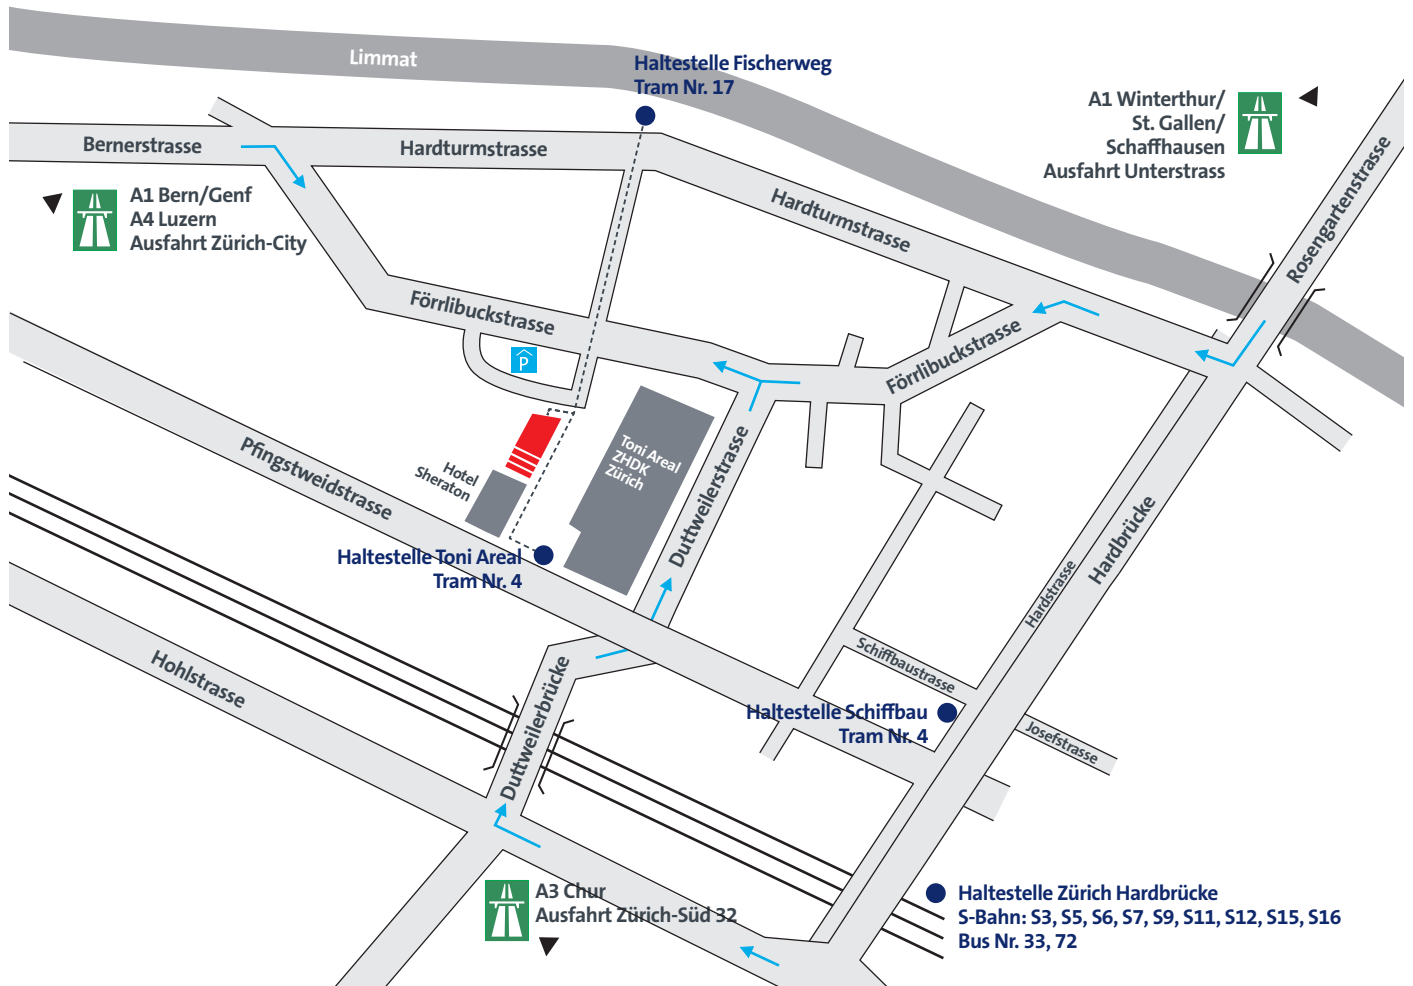 Limmat
Haltestelle Fischerweg
Tram Nr. 17
A1 Winterthur/
St. Gallen/
Schaffhausen
Ausfahrt Unterstrass
Bernerstrasse
Hardturmstrasse
Hardturmstrasse
Rosengartenstrasse
A1 Bern/Genf
A4 Luzern
Ausfahrt Zürich-City
Förrlibuckstrasse
Förrlibuckstrasse
P
Toni Areal
ZHDK
Zürich
Hotel
Sheraton
Pfingstweidstrasse
Duttweilerstrasse
Hardbrücke
Hardstrasse
Haltestelle Toni Areal
Tram Nr. 4
Schiffbaustrasse
Hohlstrasse
Duttweilerbrücke
Haltestelle Schiffbau
Tram Nr. 4
Josefstrasse
A3 Chur
Ausfahrt Zürich-Süd 32
Haltestelle Zürich Hardbrücke
S-Bahn: S3, S5, S6, S7, S9, S11, S12, S15, S16
Bus Nr. 33, 72